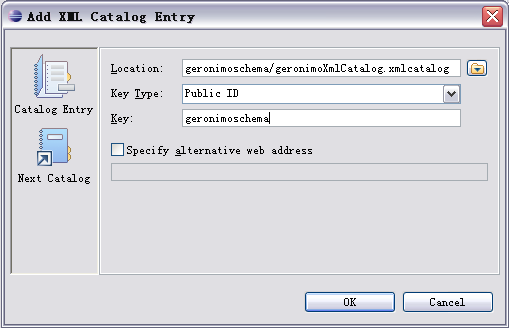 Add XML Catalog Entry
Location: geronimoschema/geronimoXmlCatalog.xmlcatalog
Key Type: Public ID
Catalog Entry
Key: geronimoschema
Specify alternative web address
Next Catalog
OK Cancel